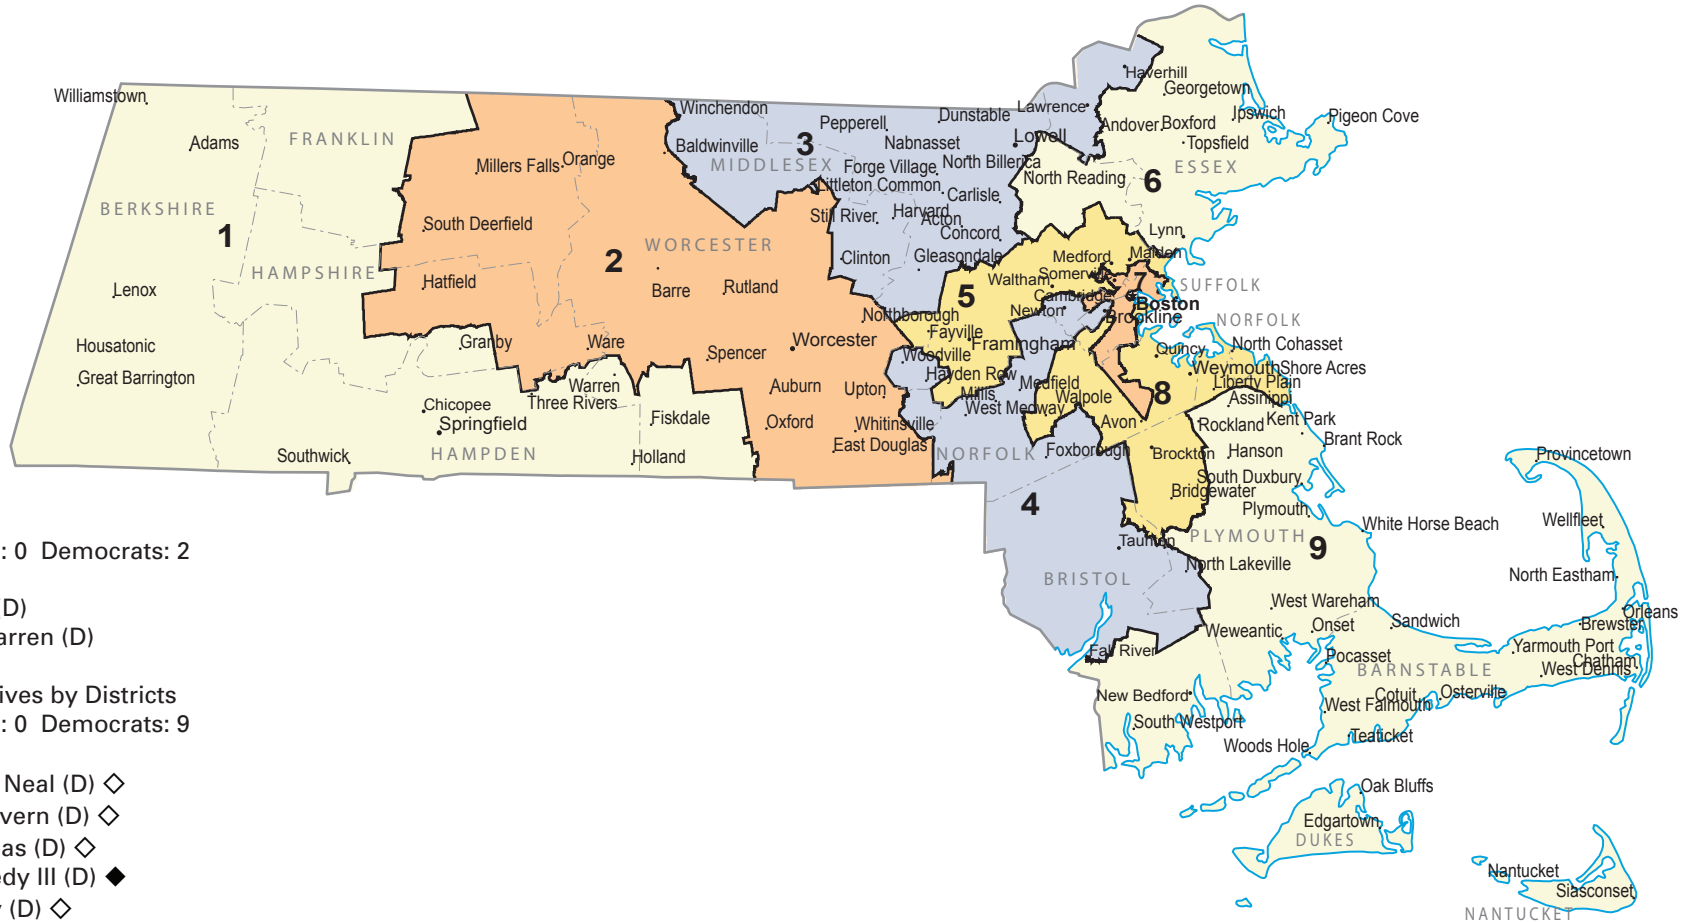 Williamstown
Adams
FRANKLIN
BERKSHIRE
1
HAMPSHIRE
Lenox
Housatonic
Great Barrington
Southwick
Chicopee
Springfield
HAMPDEN
Granby
Three Rivers
Warren
Ware
Holland
Fiskdale
Millers Falls
Orange
South Deerfield
Hatfield
2
WORCESTER
Barre
Rutland
Spencer
Worcester
Auburn
Upton
Oxford
Whitinsville
East Douglas
Northborough
Winchendon
Baldwinville
MIDDLESEX
3
Pepperell
Dunstable
Nabnasset
Forge Village
North Billerica
Littleton Common
Carlisle
Still River
Harvard
Acton
Concord
Clinton
Gleasondale
Lawrence
Lowell
Haverhill
Georgetown
Andover
Boxford
Ipswich
Pigeon Cove
Topsfield
ESSEX
6
North Reading
Lynn
Medford
Malden
Somerville
Waltham
Cambridge
7
SUFFOLK
Boston
Brookline
Newton
5
Fayville
Framingham
Woodville
Hayden Row
Mills
Medfield
West Medway
Walpole
NORFOLK
Quincy
North Cohasset
Weymouth
Shore Acres
Liberty Plain
Assinippi
8
Avon
Rockland
Kent Park
Brant Rock
Foxborough
NORFOLK
Brockton
Hanson
South Duxbury
Bridgewater
Plymouth
4
White Horse Beach
PLYMOUTH
9
Taunton
North Lakeville
BRISTOL
West Wareham
Weweantic
Onset
Sandwich
Fall River
Pocasset
BARNSTABLE
New Bedford
South Westport
Cotuit
Osterville
West Falmouth
Teaticket
Woods Hole
Provincetown
Wellfleet
North Eastham
Orleans
Brewster
Yarmouth Port
Chatham
West Dennis
Oak Bluffs
Edgartown
DUKES
Nantucket
Siasconset
NANTUCKET
: 0 Democrats: 2
(D)
arren (D)
ives by Districts
: 0 Democrats: 9
Neal (D) ◇
vern (D) ◇
as (D) ◇
edy III (D) ◆
(D) ◇